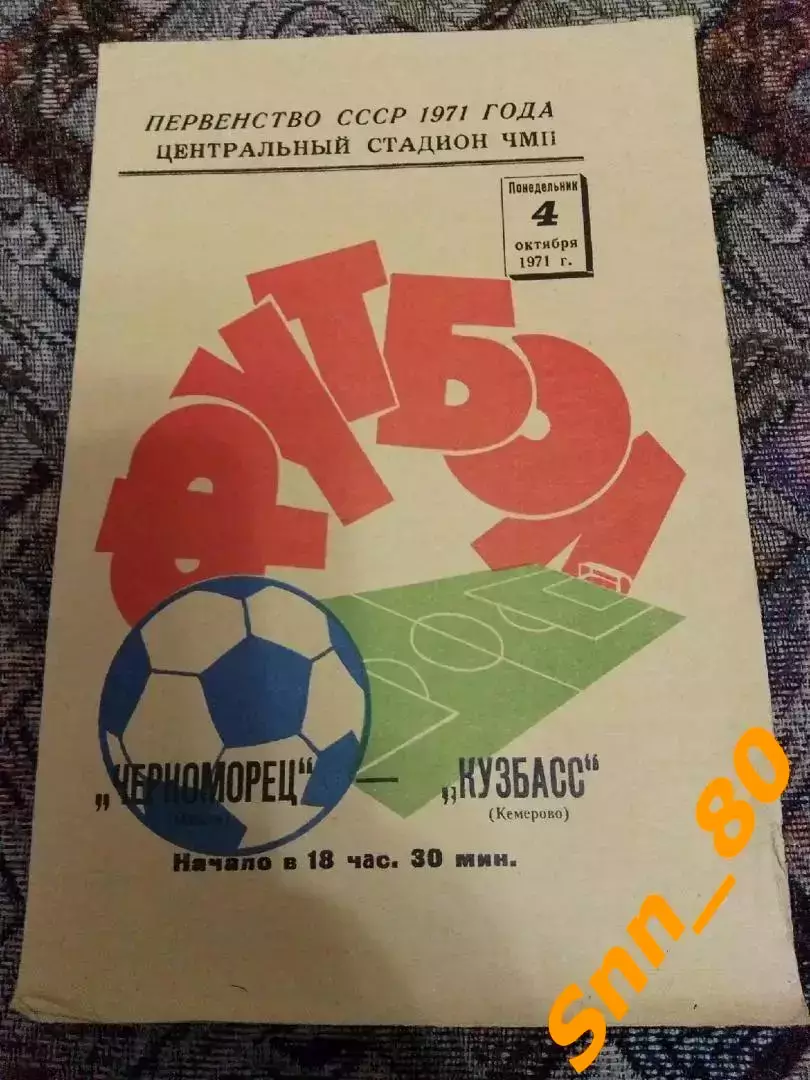 ПЕРВЕНСТВО СССР 1971 ГОДА
ЦЕНТРАЛЬНЫЙ СТАДИОН ЧМП
Понедельник
4
октября
1971 г.
ФУТБОЛ
„ЧЕРНОМОРЕЦ“ — „КУЗБАСС“
(Кемерово)
Начало в 18 час. 30 мин.
Snn_80